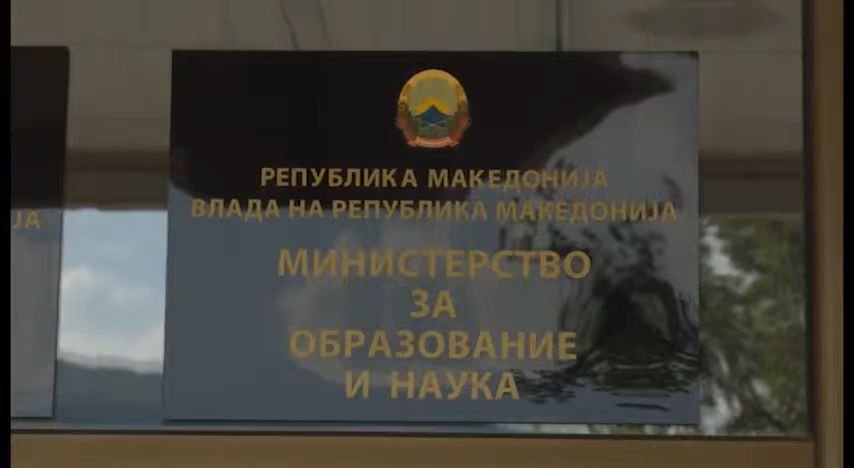 РЕПУБЛИКА МАКЕДОНИЈА
ВЛАДА НА РЕПУБЛИКА МАКЕДОНИЈА
МИНИСТЕРСТВО
ЗА
ОБРАЗОВАНИЕ
И НАУКА